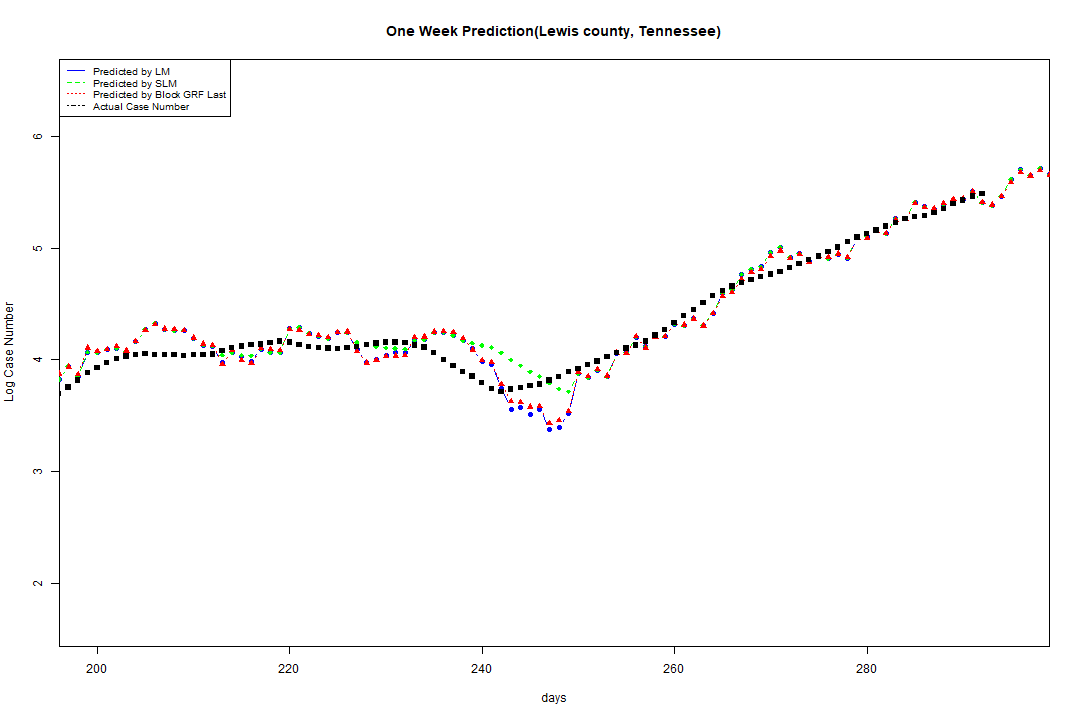 One Week Prediction(Lewis county, Tennessee)
Predicted by LM
Predicted by SLM
Predicted by Block GRF Last
Actual Case Number
6
5
4
3
2
Log Case Number
200
220
240
260
280
days